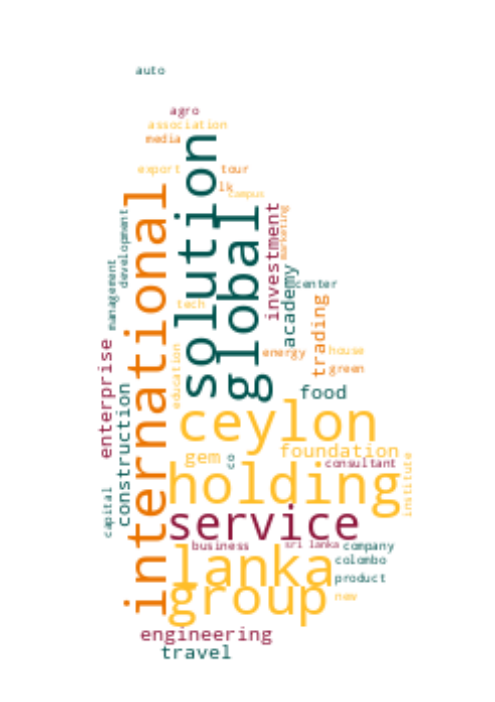 auto
agro
association
media
export
tour
lk
campus
international
solution
global
investment
marketing
development
management
academy
center
tech
trading
energy
house
green
education
enterprise
construction
food
ceylon
foundation
gem
co
consultant
holding
institute
capital
service
business
sri lanka
company
lanka
colombo
product
group
new
engineering
travel